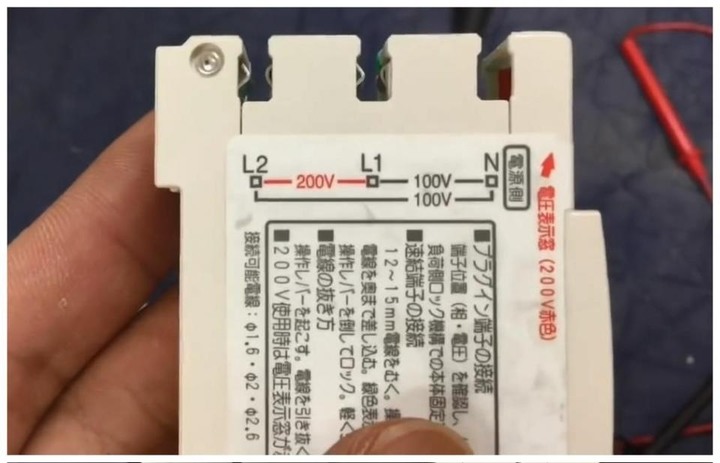 L2 200V L1 100V N
100V
電源側
電圧表示窓(200V赤色)
■プラグイン端子の接続
端子位置(相・電圧)を確認し、
負荷側ロック機構での本体固定
■速結端子の接続
12~15mm電線をむく。操
電線を奥まで差し込む。緑色表
操作レバーを倒してロック。軽く
■電線の抜き方
操作レバーを起こす。電線を引き抜く
■200V使用時は電圧表示窓が
接続可能電線:φ1.6・φ2・φ2.6